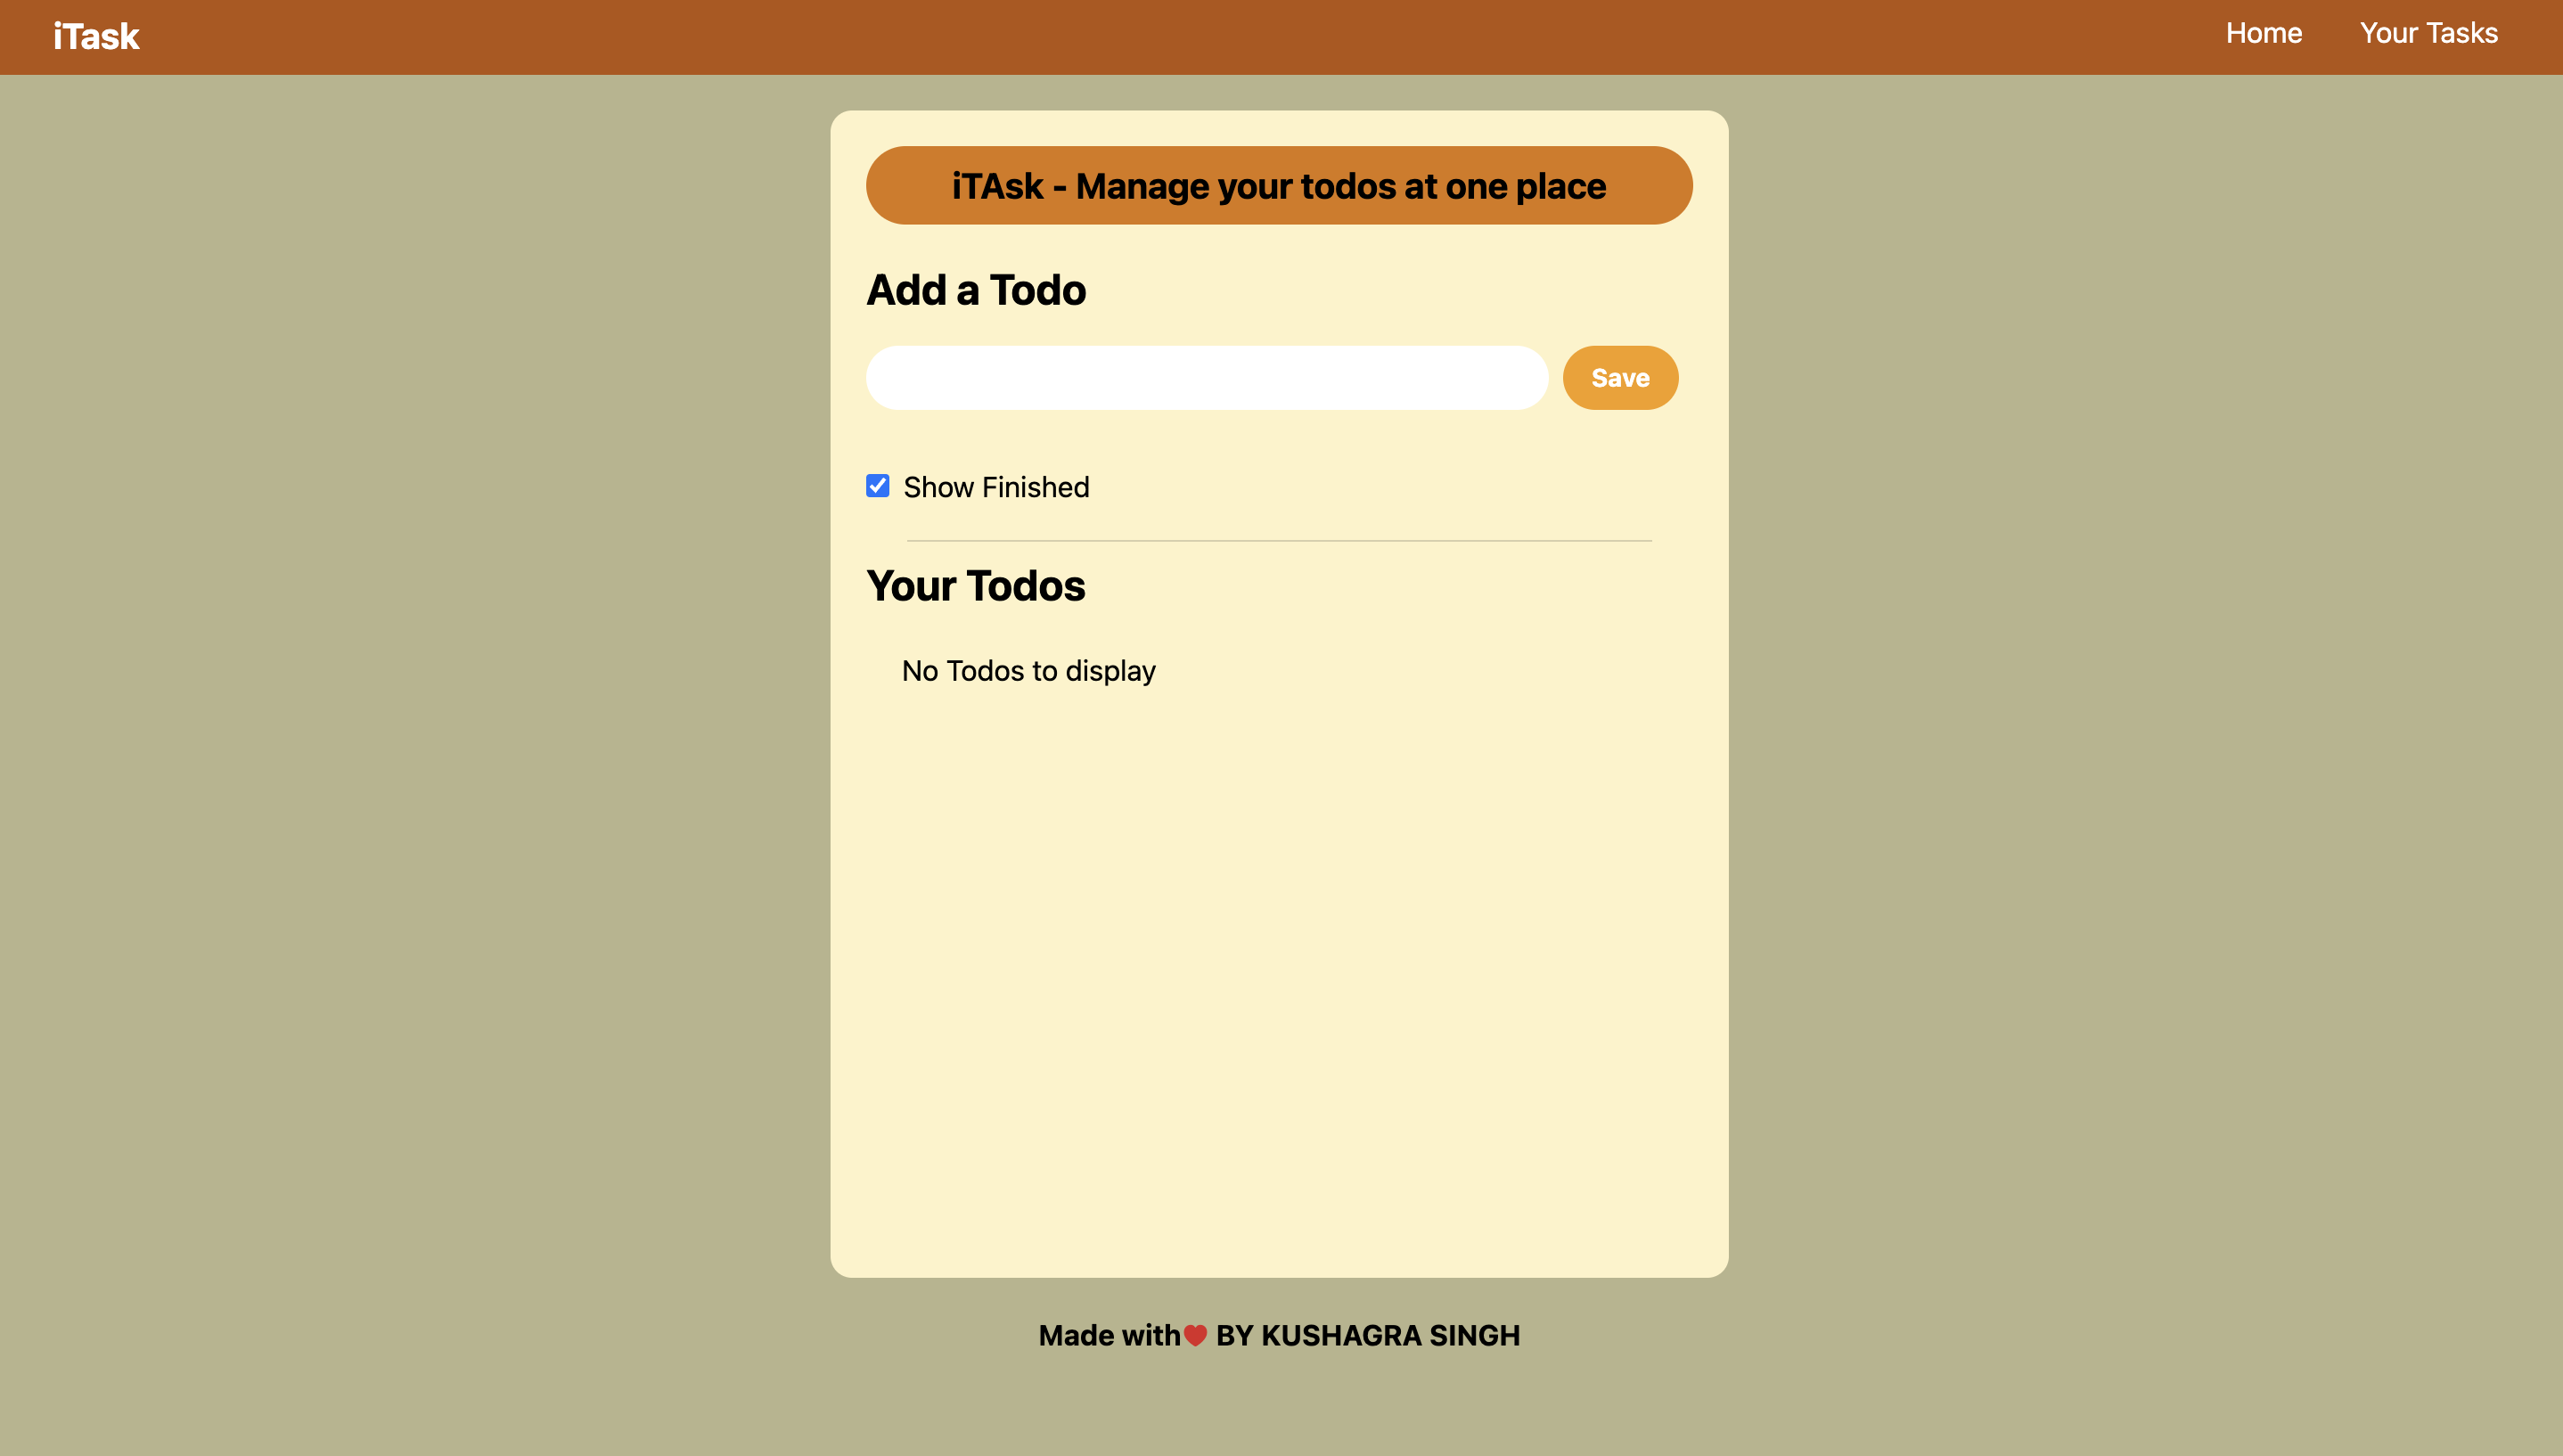 iTask
Home Your Tasks
iTAsk - Manage your todos at one place
Add a Todo
Save
Show Finished
Your Todos
No Todos to display
Made with❤️ BY KUSHAGRA SINGH